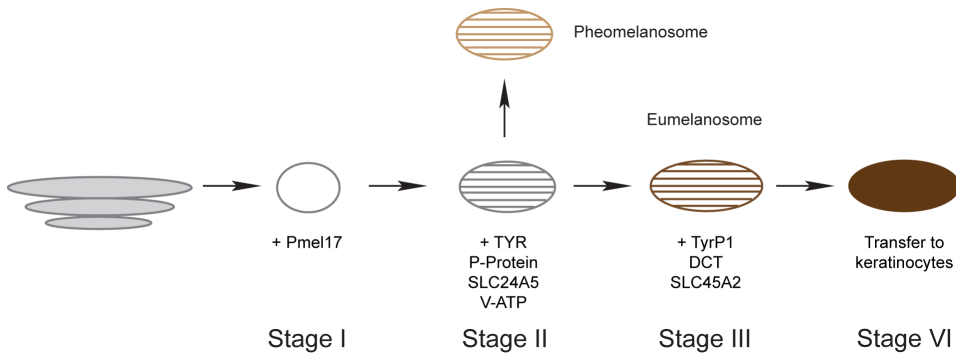 Pheomelanosome
Eumelanosome
+ Pmel17
+ TYR
P-Protein
SLC24A5
V-ATP
+ TyrP1
DCT
SLC45A2
Transfer to
keratinocytes
Stage I
Stage II
Stage III
Stage VI